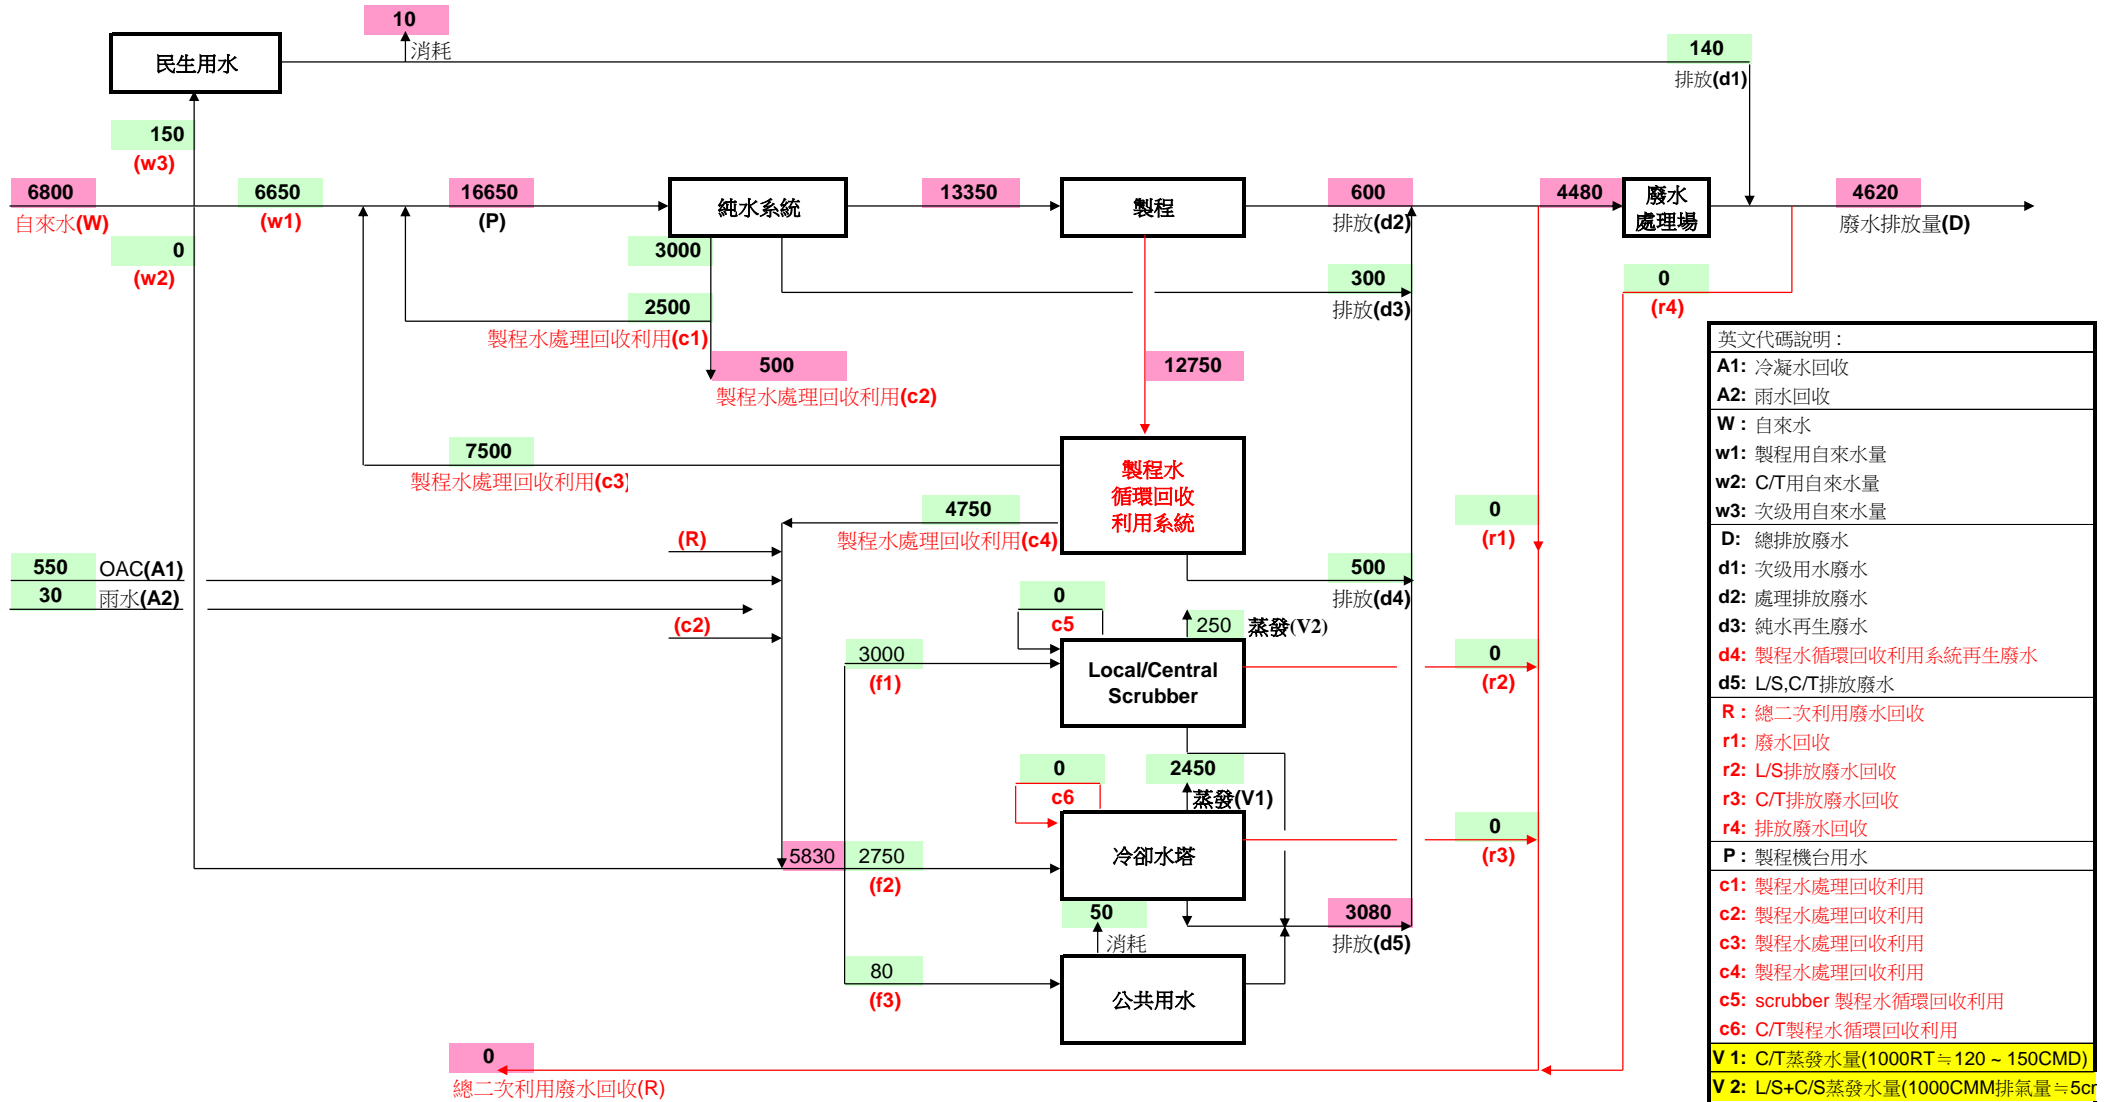 10
消耗
民生用水
140
排放(d1)
150
(w3)
6800
自來水(W)
6650
(w1)
16650
(P)
純水系統
13350
製程
600
排放(d2)
4480
廢水
處理場
4620
廢水排放量(D)
0
(w2)
3000
2500
製程水處理回收利用(c1)
500
製程水處理回收利用(c2)
300
排放(d3)
0
(r4)
12750
7500
製程水處理回收利用(c3)
製程水
循環回收
利用系統
4750
製程水處理回收利用(c4)
(R)
0
(r1)
550 OAC(A1)
30 雨水(A2)
(c2)
500
排放(d4)
0
c5
250 蒸發(V2)
3000
(f1)
Local/Central
Scrubber
0
(r2)
0
c6
2450
蒸發(V1)
5830
2750
(f2)
冷卻水塔
0
(r3)
50
消耗
3080
排放(d5)
80
(f3)
公共用水
0
總二次利用廢水回收(R)
英文代碼說明:
A1: 冷凝水回收
A2: 雨水回收
W : 自來水
w1: 製程用自來水量
w2: C/T用自來水量
w3: 次级用自來水量
D: 總排放廢水
d1: 次级用水廢水
d2: 處理排放廢水
d3: 純水再生廢水
d4: 製程水循環回收利用系統再生廢水
d5: L/S,C/T排放廢水
R : 總二次利用廢水回收
r1: 廢水回收
r2: L/S排放廢水回收
r3: C/T排放廢水回收
r4: 排放廢水回收
P : 製程機台用水
c1: 製程水處理回收利用
c2: 製程水處理回收利用
c3: 製程水處理回收利用
c4: 製程水處理回收利用
c5: scrubber 製程水循環回收利用
c6: C/T製程水循環回收利用
V 1: C/T蒸發水量(1000RT≒120 ~ 150CMD)
V 2: L/S+C/S蒸發水量(1000CMM排氣量≒5c